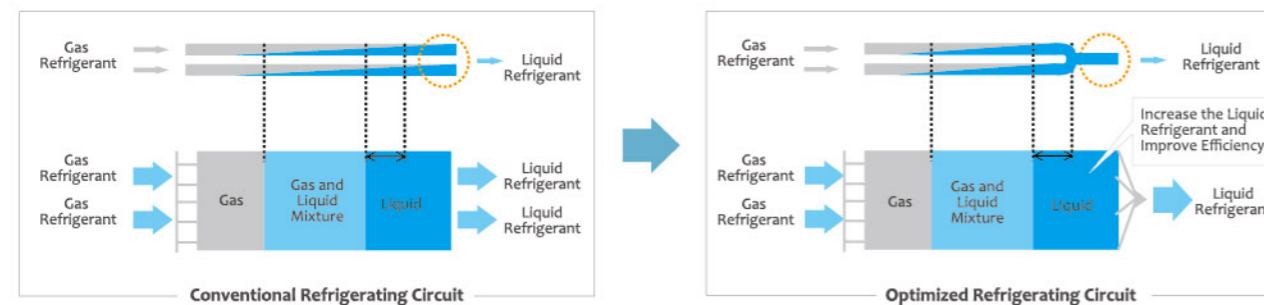 Gas
Refrigerant
Liquid
Refrigerant
Gas
Refrigerant
Gas
Refrigerant
Gas
Gas and
Liquid
Mixture
Liquid
Liquid
Refrigerant
Liquid
Refrigerant
Conventional Refrigerating Circuit
Gas
Refrigerant
Liquid
Refrigerant
Increase the Liquid
Refrigerant and
Improve Efficiency
Gas
Refrigerant
Gas
Refrigerant
Gas
Gas and
Liquid
Mixture
Liquid
Liquid
Refrigerant
Optimized Refrigerating Circuit